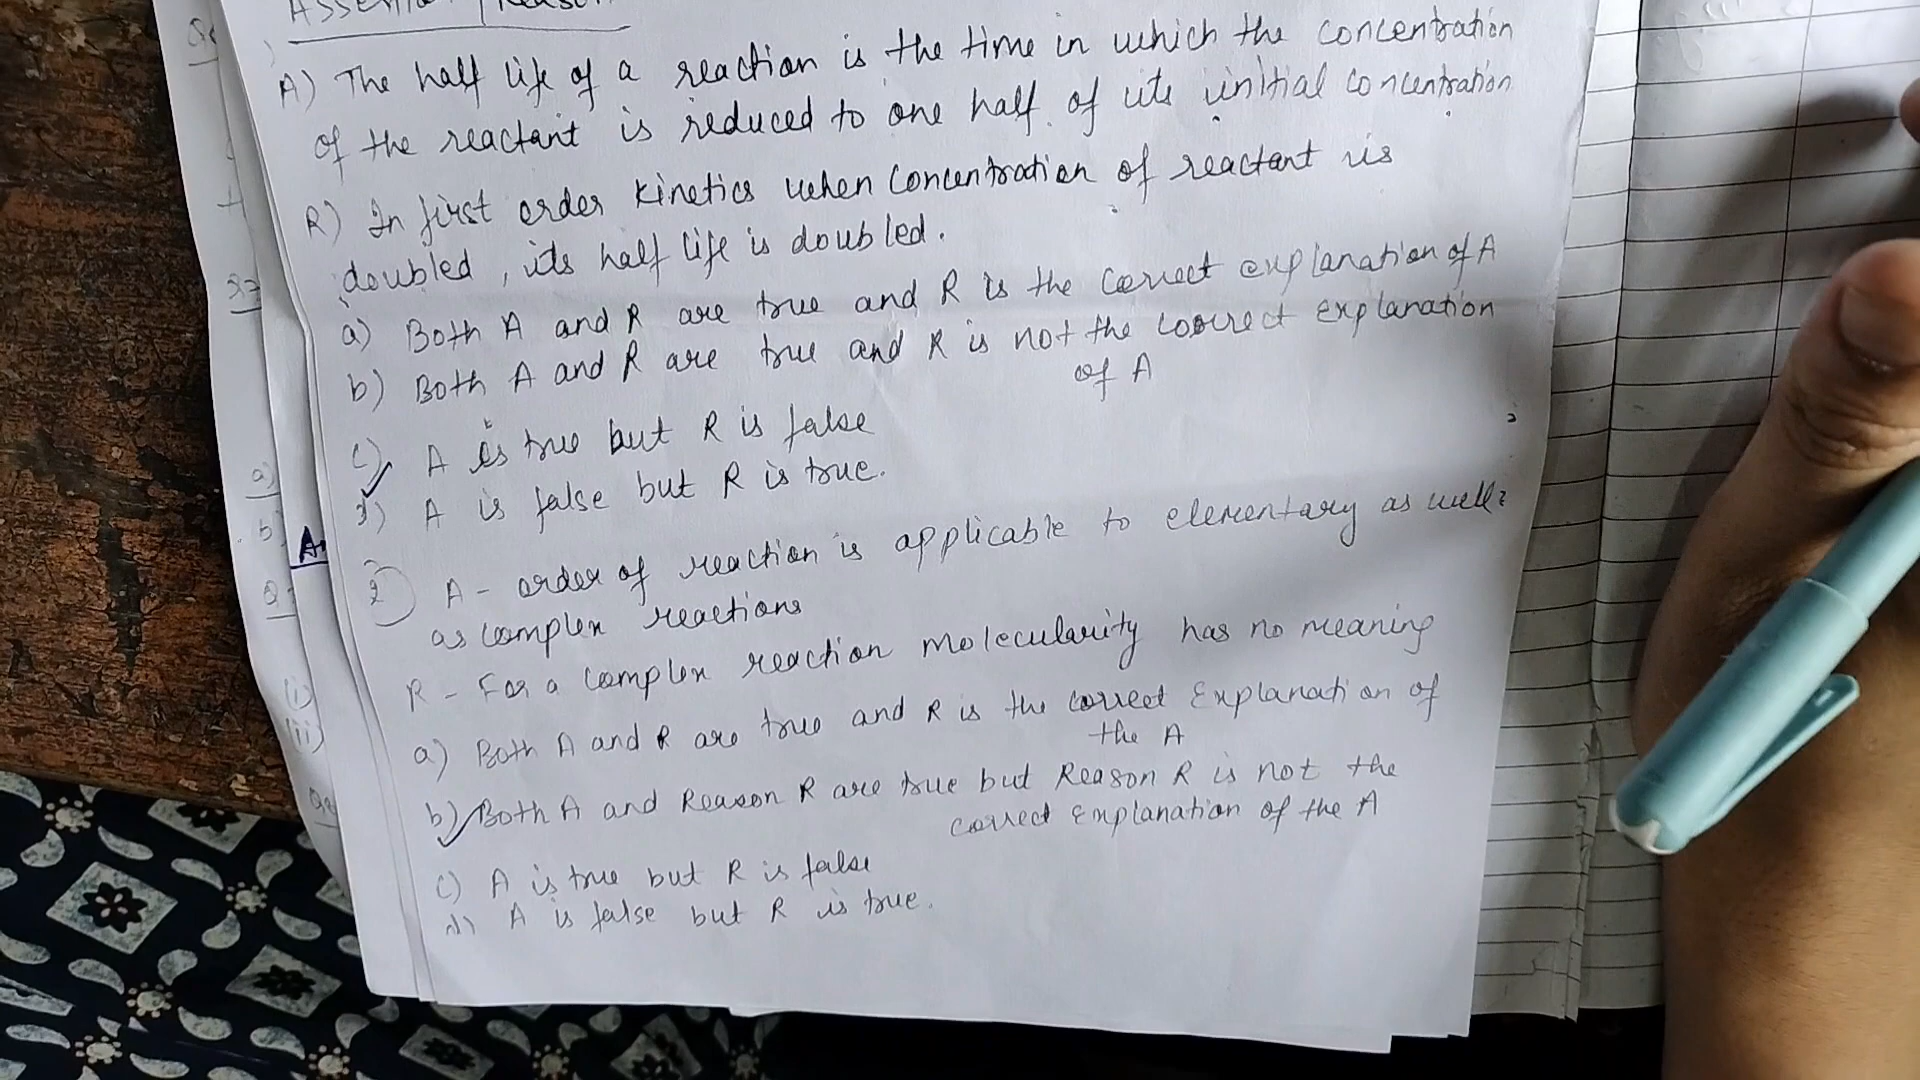 A) The half life of a reaction is the time in which the concentration
of the reactant is reduced to one half of its initial concentration
R) In first order kinetics when concentration of reactant is
doubled, its half life is doubled.
a) Both A and R are true and R is the correct explanation of A
b) Both A and R are true and R is not the correct explanation
of A
c) A is true but R is false
d) A is false but R is true.
2 A - order of reaction is applicable to elementary as well
as complex reactions
R - For a complex reaction molecularity has no meaning
a) Both A and R are true and R is the correct Explanation of
the A
b) Both A and Reason R are true but Reason R is not the
correct Explanation of the A
c) A is true but R is false
d) A is false but R is true.
a)
b)
(i)
(ii)